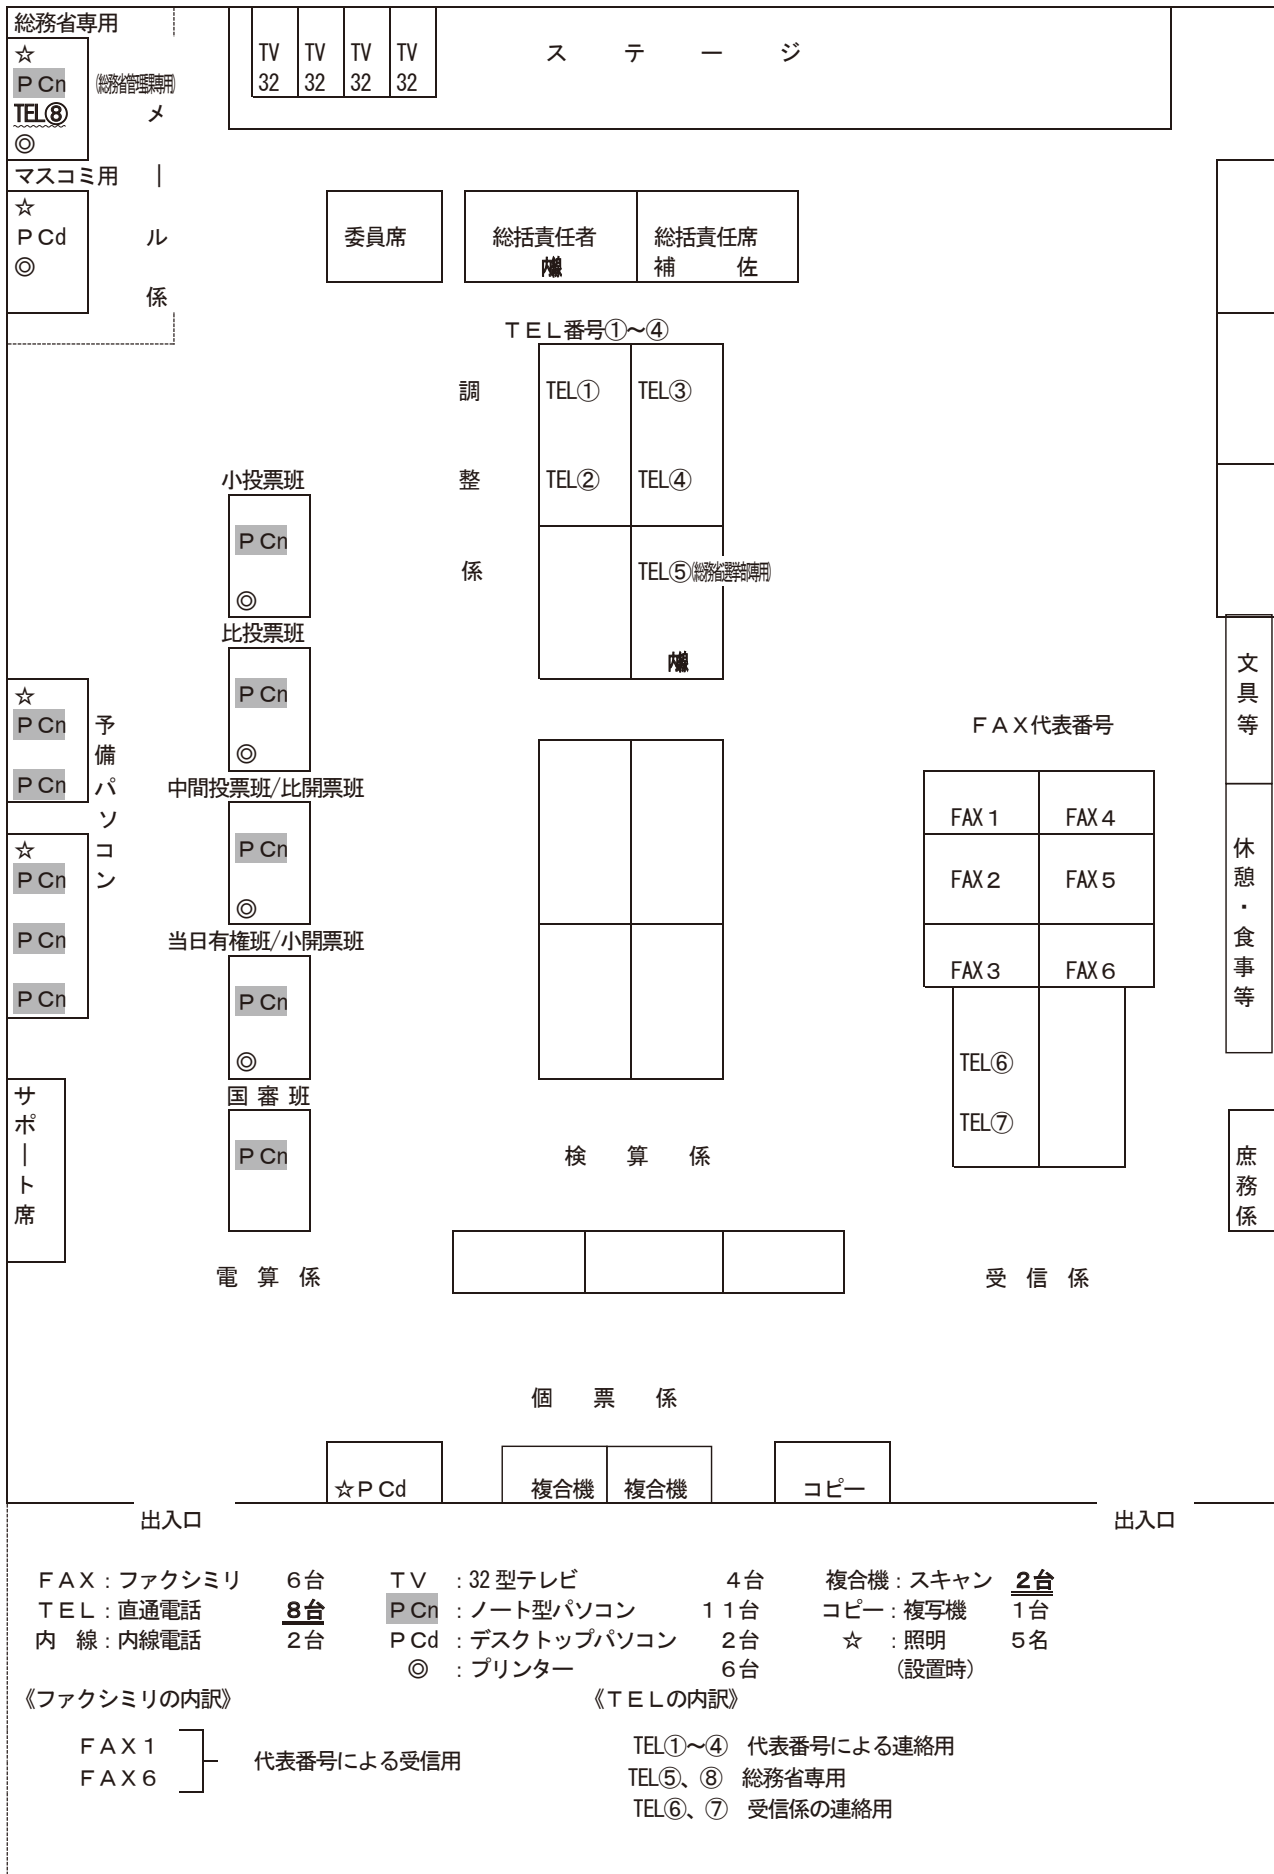 総務省専用
☆
ＰCn (総務省管理課専用)
TEL⑧
◎
メール係
マスコミ用
☆
ＰCd
◎
TV 32
TV 32
TV 32
TV 32
ステージ
委員席
総括責任者
内線
総括責任席
補　佐
ＴＥＬ番号①～④
調整係
TEL① TEL③
TEL② TEL④
TEL⑤(総務省選挙部専用)
内線
小投票班
ＰCn
◎
比投票班
ＰCn
◎
中間投票班/比開票班
ＰCn
◎
当日有権班/小開票班
ＰCn
◎
国審班
ＰCn
電算係
☆
ＰCn
ＰCn
☆
ＰCn
ＰCn
ＰCn
予備パソコン
サポート席
検算係
ＦＡＸ代表番号
FAX１ FAX４
FAX２ FAX５
FAX３ FAX６
TEL⑥
TEL⑦
受信係
文具等
休憩・食事等
庶務係
個票係
☆ＰCd
複合機
複合機
コピー
出入口
出入口
ＦＡＸ：ファクシミリ　６台　ＴＶ：32型テレビ　４台　複合機：スキャン　２台
ＴＥＬ：直通電話　８台　ＰCn：ノート型パソコン　１１台　コピー：複写機　１台
内　線：内線電話　２台　ＰCd：デスクトップパソコン　２台　☆：照明　５名
◎：プリンター　６台　（設置時）
《ファクシミリの内訳》
ＦＡＸ１
ＦＡＸ６
代表番号による受信用
《ＴＥＬの内訳》
TEL①～④　代表番号による連絡用
TEL⑤、⑧　総務省専用
TEL⑥、⑦　受信係の連絡用